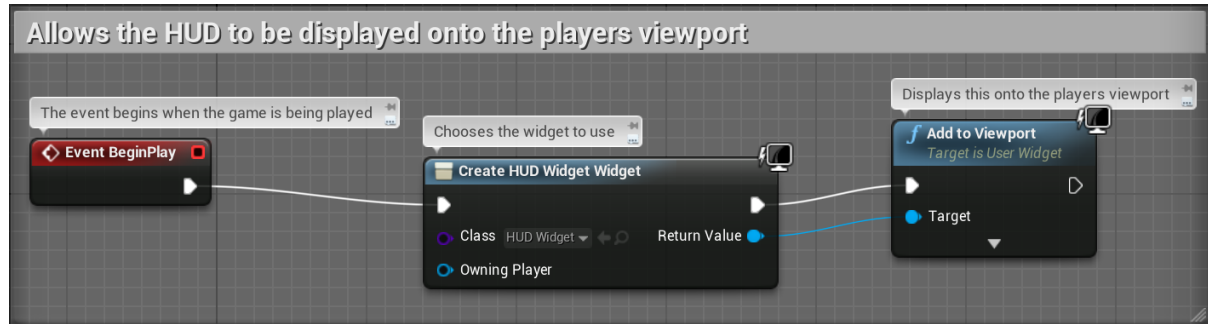 Allows the HUD to be displayed onto the players viewport
The event begins when the game is being played
Event BeginPlay
Chooses the widget to use
Create HUD Widget Widget
Class HUD Widget
Return Value
Owning Player
Displays this onto the players viewport
Add to Viewport
Target is User Widget
Target